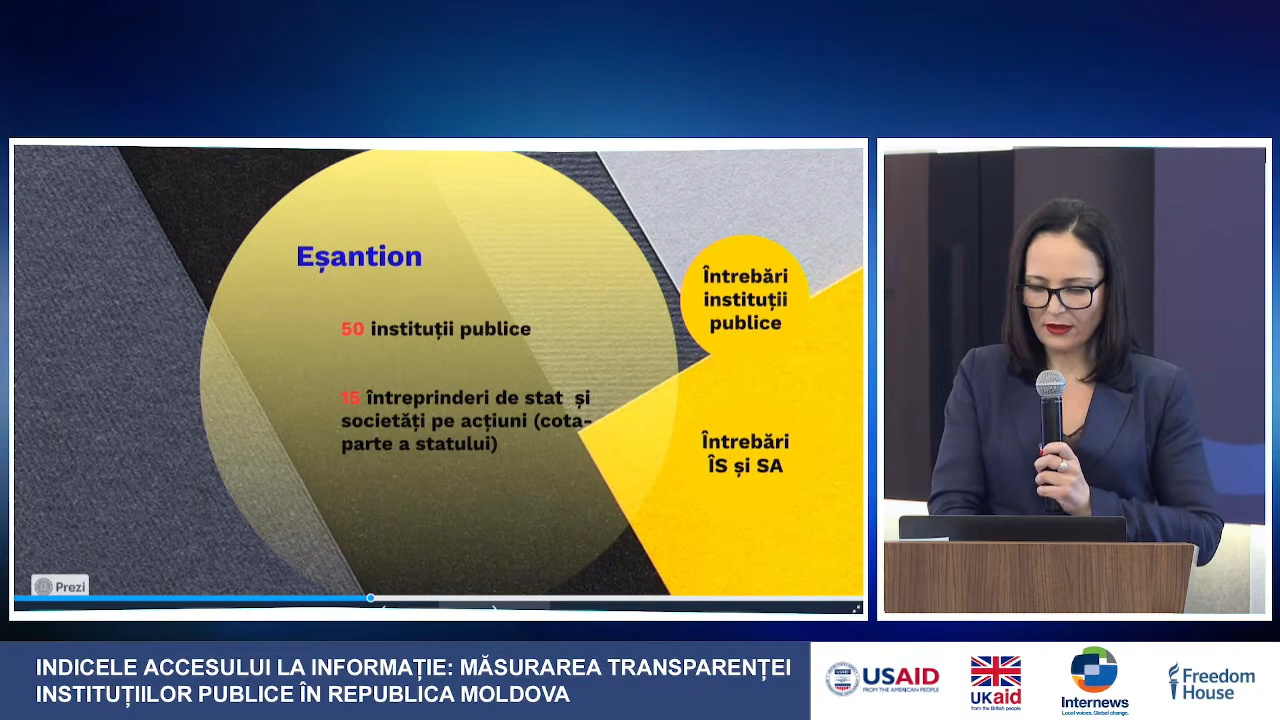 Eșantion
50 instituții publice
15 întreprinderi de stat și
societăți pe acțiuni (cota-
parte a statului)
Întrebări
instituții
publice
Întrebări
ÎS și SA
Prezi
INDICELE ACCESULUI LA INFORMAȚIE: MĂSURAREA TRANSPARENȚEI
INSTITUȚIILOR PUBLICE ÎN REPUBLICA MOLDOVA
USAID
FROM THE AMERICAN PEOPLE
UKaid
from the British people
Internews
Local voices. Global change.
Freedom
House